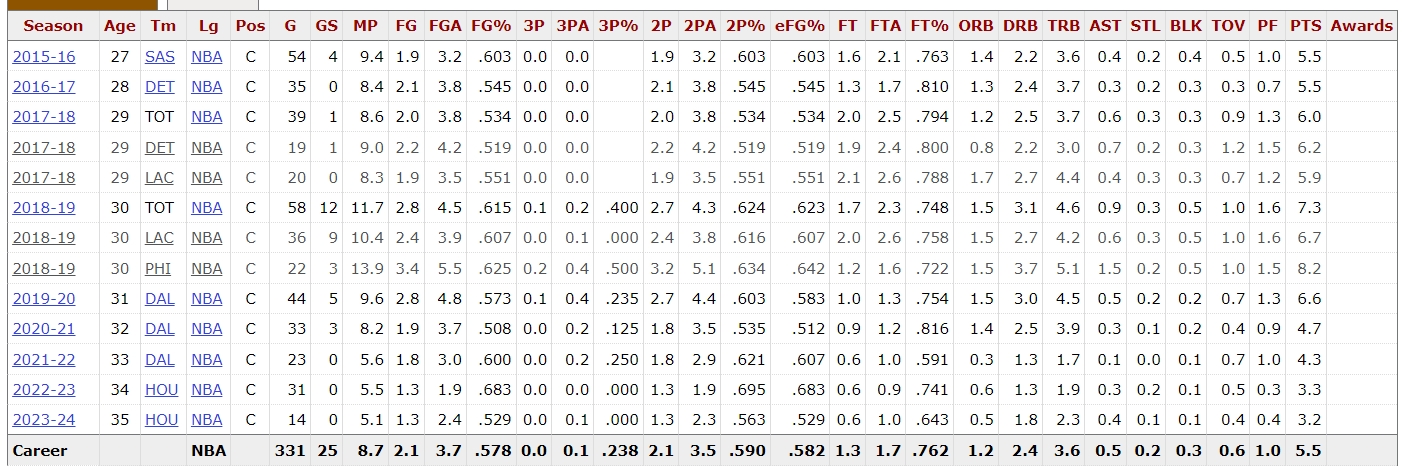 Season Age Tm Lg Pos G GS MP FG FGA FG% 3P 3PA 3P% 2P 2PA 2P% eFG% FT FTA FT% ORB DRB TRB AST STL BLK TOV PF PTS Awards
2015-16 27 SAS NBA C 54 4 9.4 1.9 3.2 .603 0.0 0.0 1.9 3.2 .603 .603 1.6 2.1 .763 1.4 2.2 3.6 0.4 0.2 0.4 0.5 1.0 5.5
2016-17 28 DET NBA C 35 0 8.4 2.1 3.8 .545 0.0 0.0 2.1 3.8 .545 .545 1.3 1.7 .810 1.3 2.4 3.7 0.3 0.2 0.3 0.3 0.7 5.5
2017-18 29 TOT NBA C 39 1 8.6 2.0 3.8 .534 0.0 0.0 2.0 3.8 .534 .534 2.0 2.5 .794 1.2 2.5 3.7 0.6 0.3 0.3 0.9 1.3 6.0
2017-18 29 DET NBA C 19 1 9.0 2.2 4.2 .519 0.0 0.0 2.2 4.2 .519 .519 1.9 2.4 .800 0.8 2.2 3.0 0.7 0.2 0.2 1.2 1.5 6.2
2017-18 29 LAC NBA C 20 0 8.3 1.9 3.5 .551 0.0 0.0 1.9 3.5 .551 .551 2.1 2.6 .788 1.7 2.7 4.4 0.4 0.3 0.3 0.7 1.2 5.9
2018-19 30 TOT NBA C 58 12 11.7 2.8 4.5 .615 0.1 0.2 .400 2.7 4.3 .624 .623 1.7 2.3 .748 1.5 3.1 4.6 0.9 0.3 0.5 1.0 1.6 7.3
2018-19 30 LAC NBA C 36 9 10.4 2.4 3.9 .607 0.0 0.1 .000 2.4 3.8 .616 .607 2.0 2.6 .758 1.5 2.7 4.2 0.6 0.3 0.5 1.0 1.6 6.7
2018-19 30 PHI NBA C 22 3 13.9 3.4 5.5 .625 0.2 0.4 .500 3.2 5.1 .634 .642 1.2 1.6 .722 1.5 3.7 5.1 1.5 0.2 0.5 1.0 1.5 8.2
2019-20 31 DAL NBA C 44 5 9.6 2.8 4.8 .573 0.1 0.4 .235 2.7 4.4 .603 .583 1.0 1.3 .754 1.5 3.0 4.5 0.5 0.2 0.2 0.7 1.3 6.6
2020-21 32 DAL NBA C 33 3 8.2 1.9 3.7 .508 0.0 0.2 .125 1.8 3.5 .535 .512 0.9 1.2 .816 1.4 2.5 3.9 0.3 0.1 0.2 0.4 0.9 4.7
2021-22 33 DAL NBA C 23 0 5.6 1.8 3.0 .600 0.0 0.2 .250 1.8 2.9 .621 .607 0.6 1.0 .591 0.3 1.3 1.7 0.1 0.0 0.1 0.7 1.0 4.3
2022-23 34 HOU NBA C 31 0 5.5 1.3 1.9 .683 0.0 0.0 .000 1.3 1.9 .695 .683 0.6 0.9 .741 0.6 1.3 1.9 0.3 0.2 0.1 0.5 0.3 3.3
2023-24 35 HOU NBA C 14 0 5.1 1.3 2.4 .529 0.0 0.1 .000 1.3 2.3 .563 .529 0.6 1.0 .643 0.5 1.8 2.3 0.4 0.1 0.1 0.4 0.4 3.2
Career NBA 331 25 8.7 2.1 3.7 .578 0.0 0.1 .238 2.1 3.5 .590 .582 1.3 1.7 .762 1.2 2.4 3.6 0.5 0.2 0.3 0.6 1.0 5.5